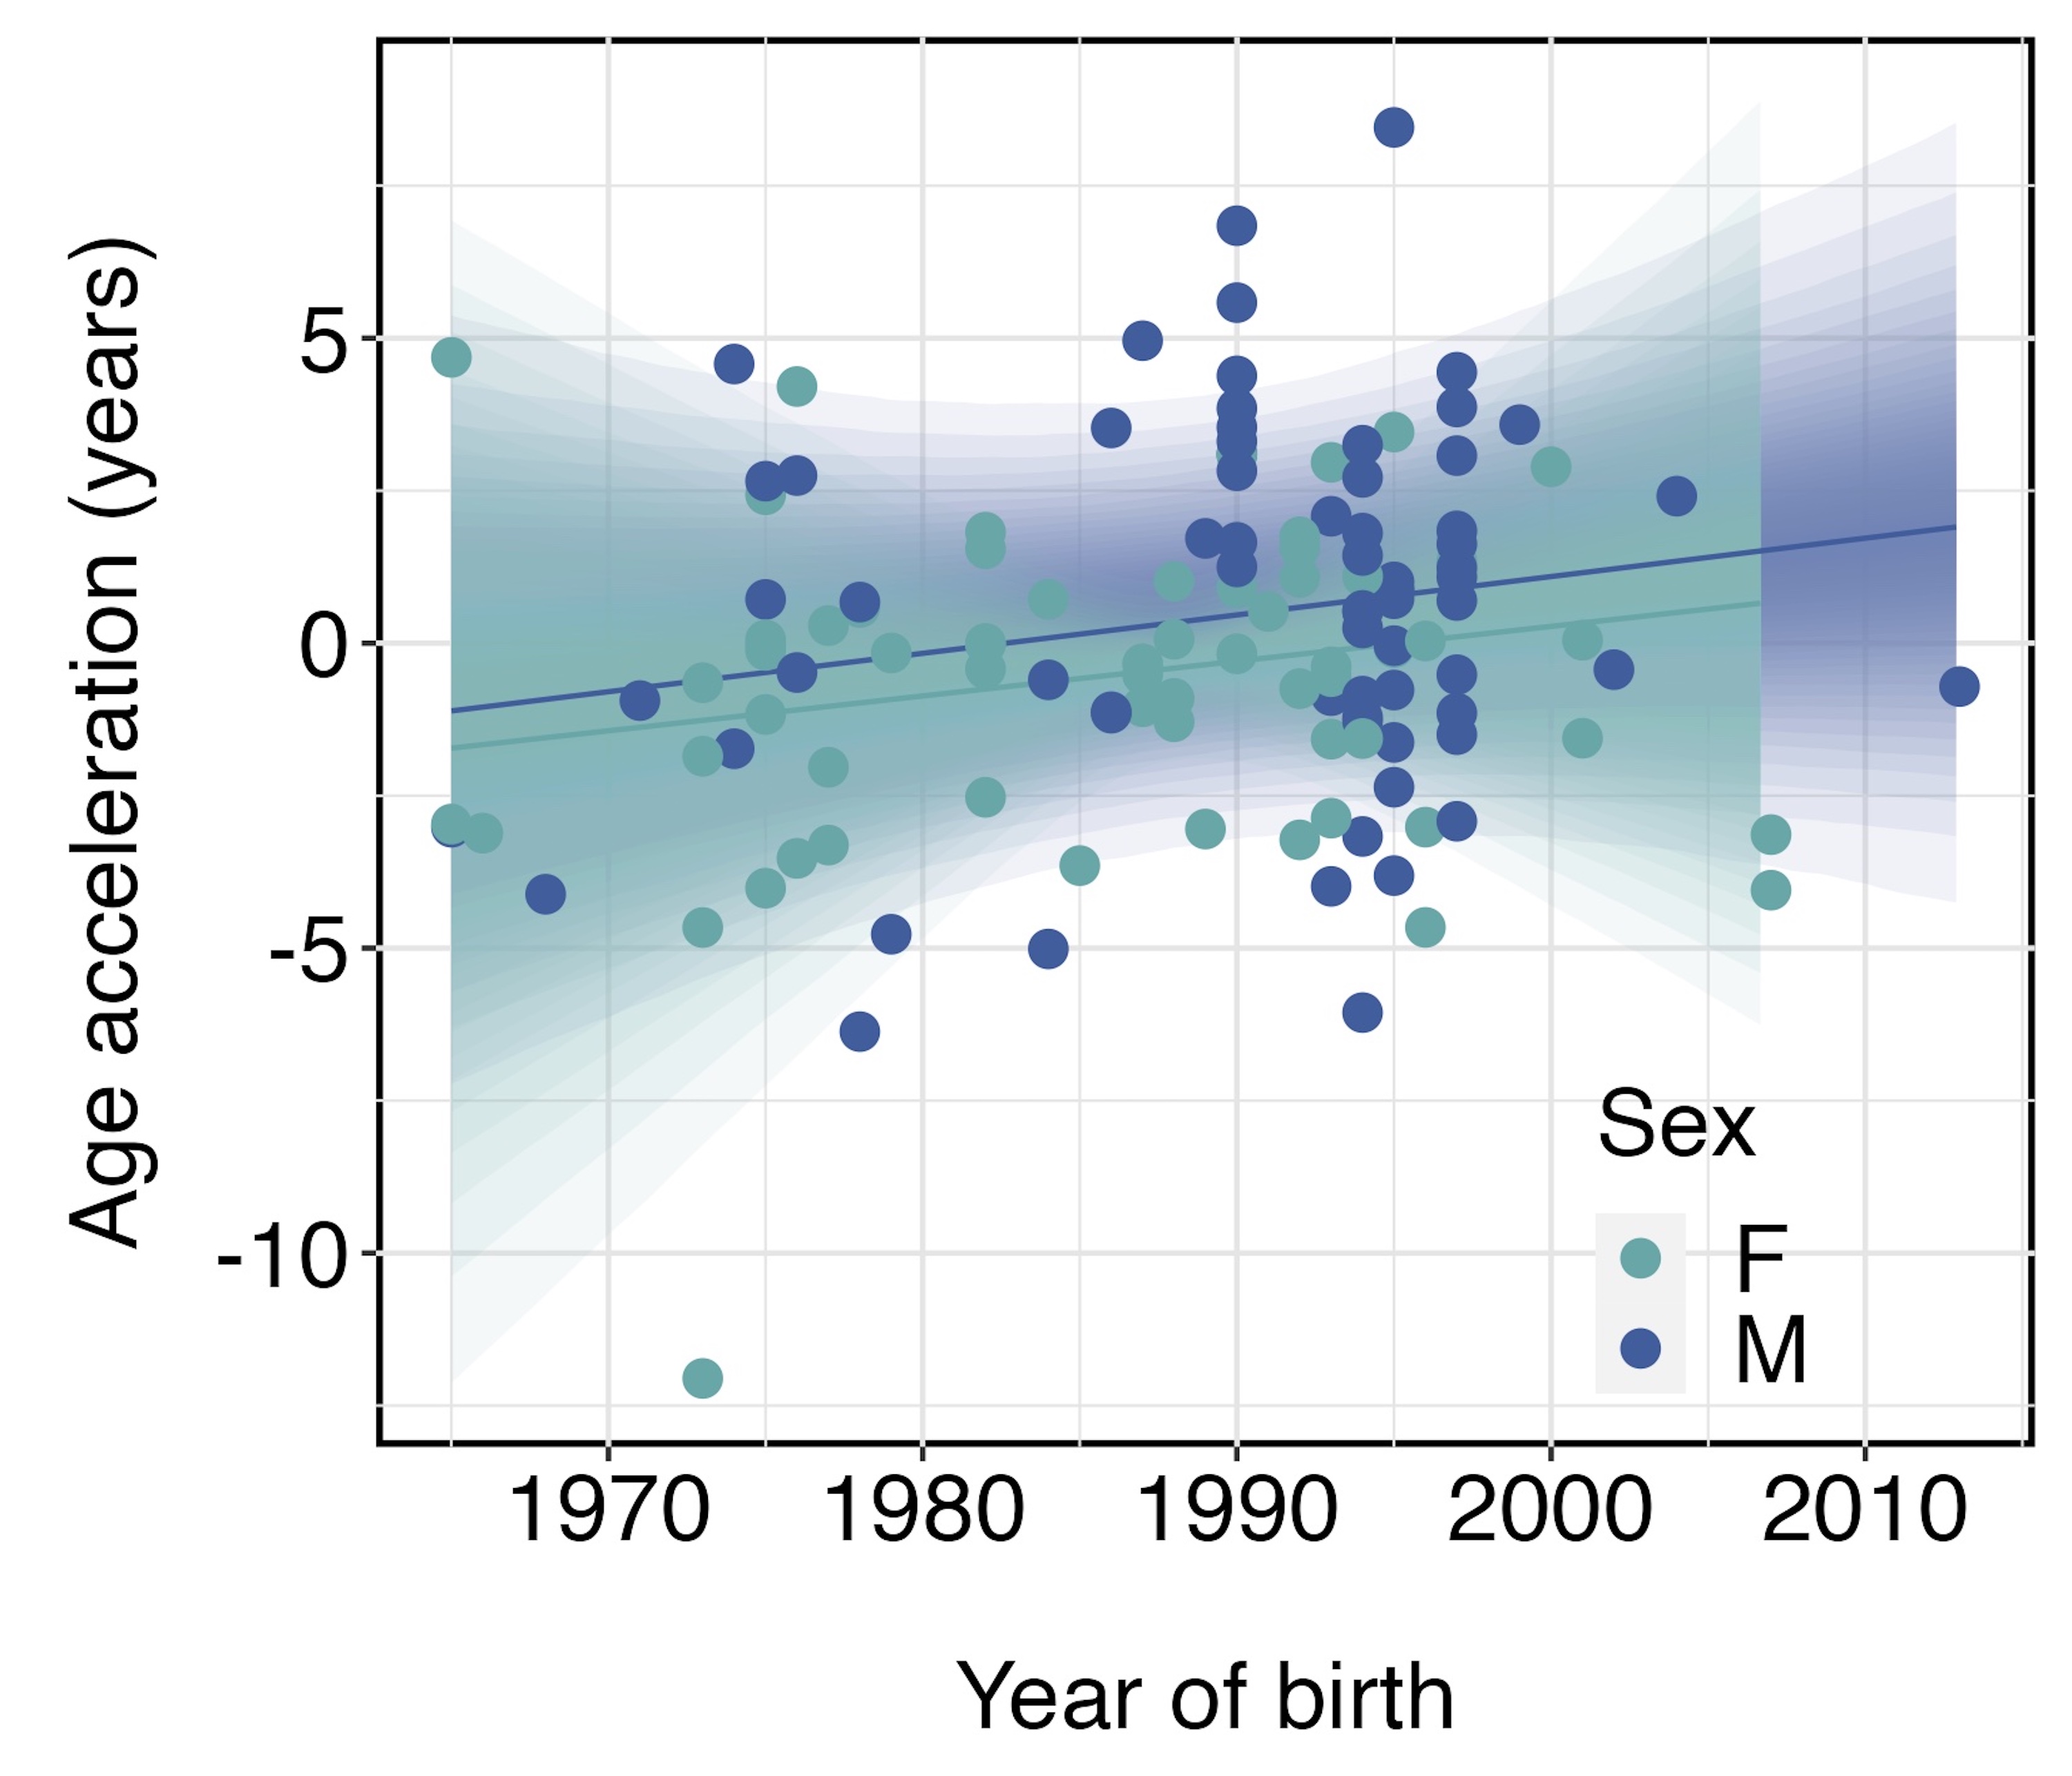 Age acceleration (years)
5
0
-5
-10
Sex
F
M
1970 1980 1990 2000 2010
Year of birth